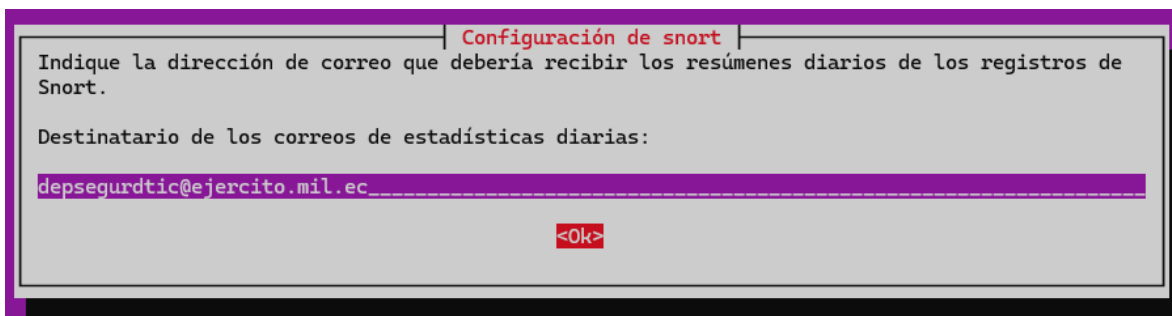 Configuración de snort
Indique la dirección de correo que debería recibir los resúmenes diarios de los registros de
Snort.
Destinatario de los correos de estadísticas diarias:
depsegurdtic@ejercito.mil.ec
<Ok>